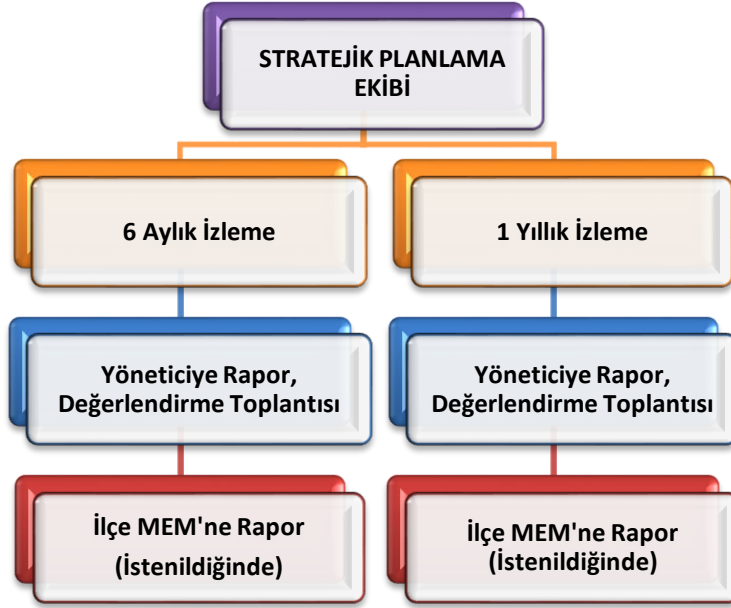 STRATEJİK PLANLAMA
EKİBİ
6 Aylık İzleme
1 Yıllık İzleme
Yöneticiye Rapor,
Değerlendirme Toplantısı
Yöneticiye Rapor,
Değerlendirme Toplantısı
İlçe MEM'ne Rapor
(İstenildiğinde)
İlçe MEM'ne Rapor
(İstenildiğinde)